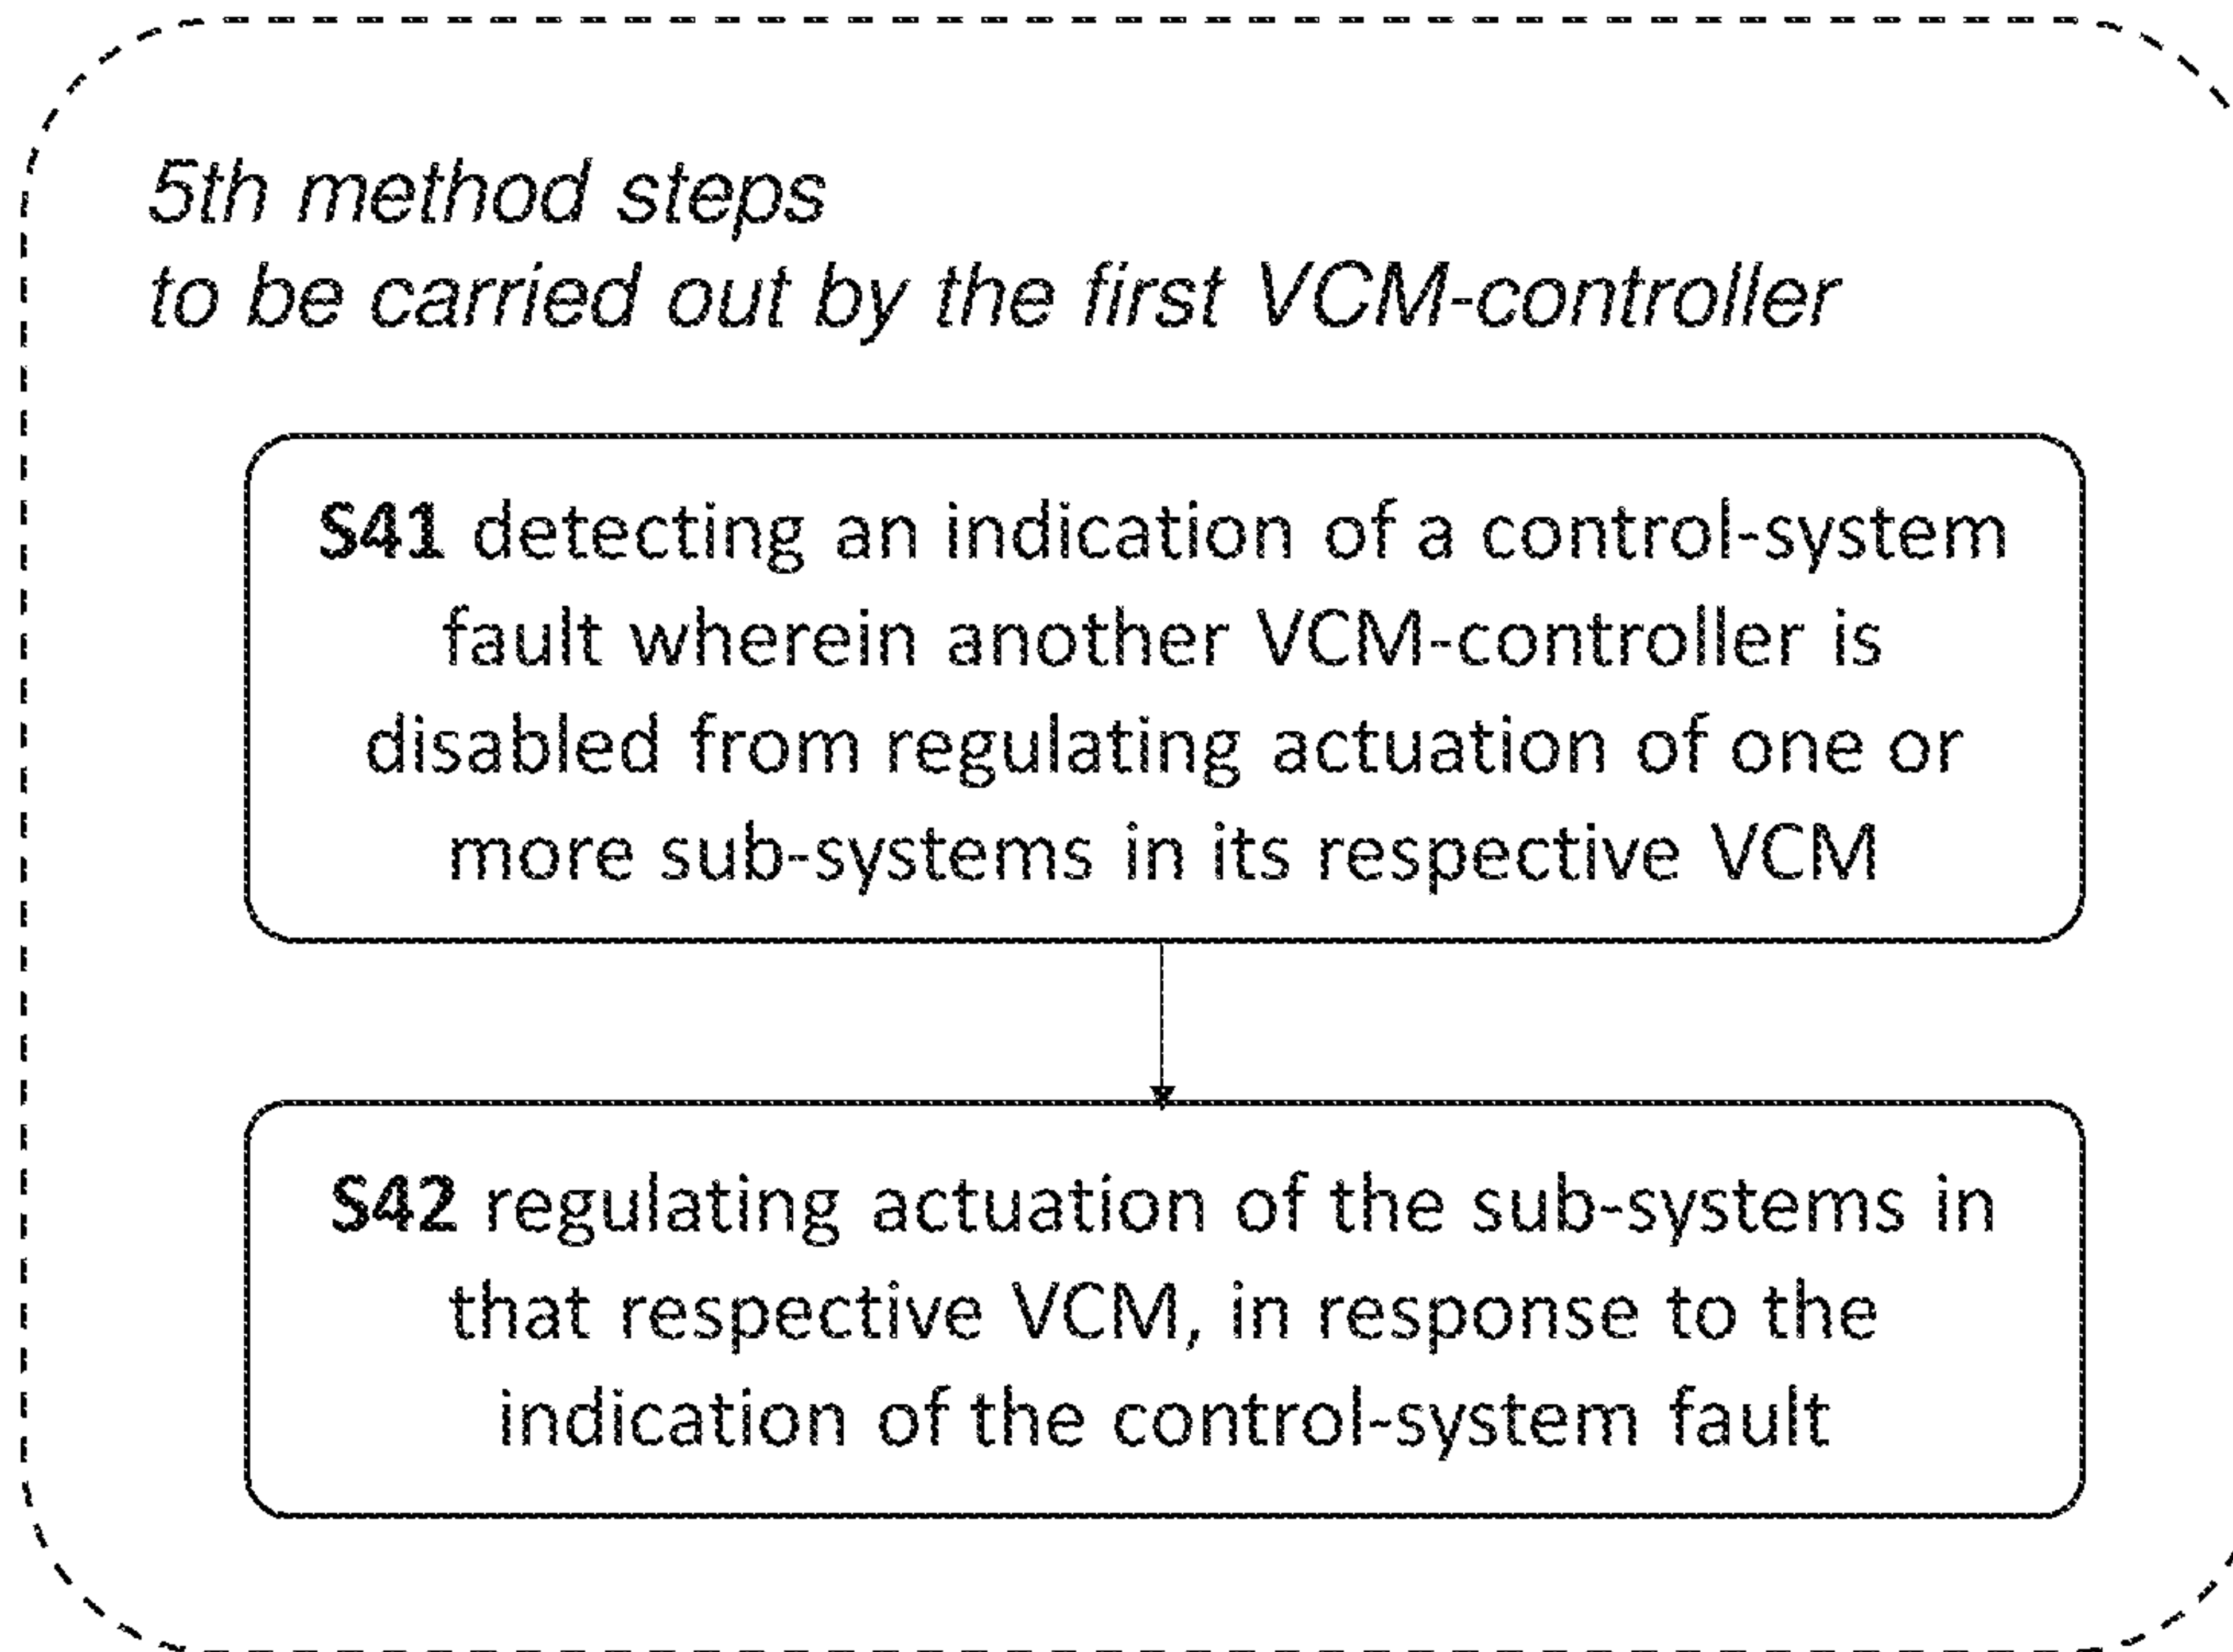 5th method steps
to be carried out by the first VCM-controller
S41 detecting an indication of a control-system
fault wherein another VCM-controller is
disabled from regulating actuation of one or
more sub-systems in its respective VCM
S42 regulating actuation of the sub-systems in
that respective VCM, in response to the
indication of the control-system fault